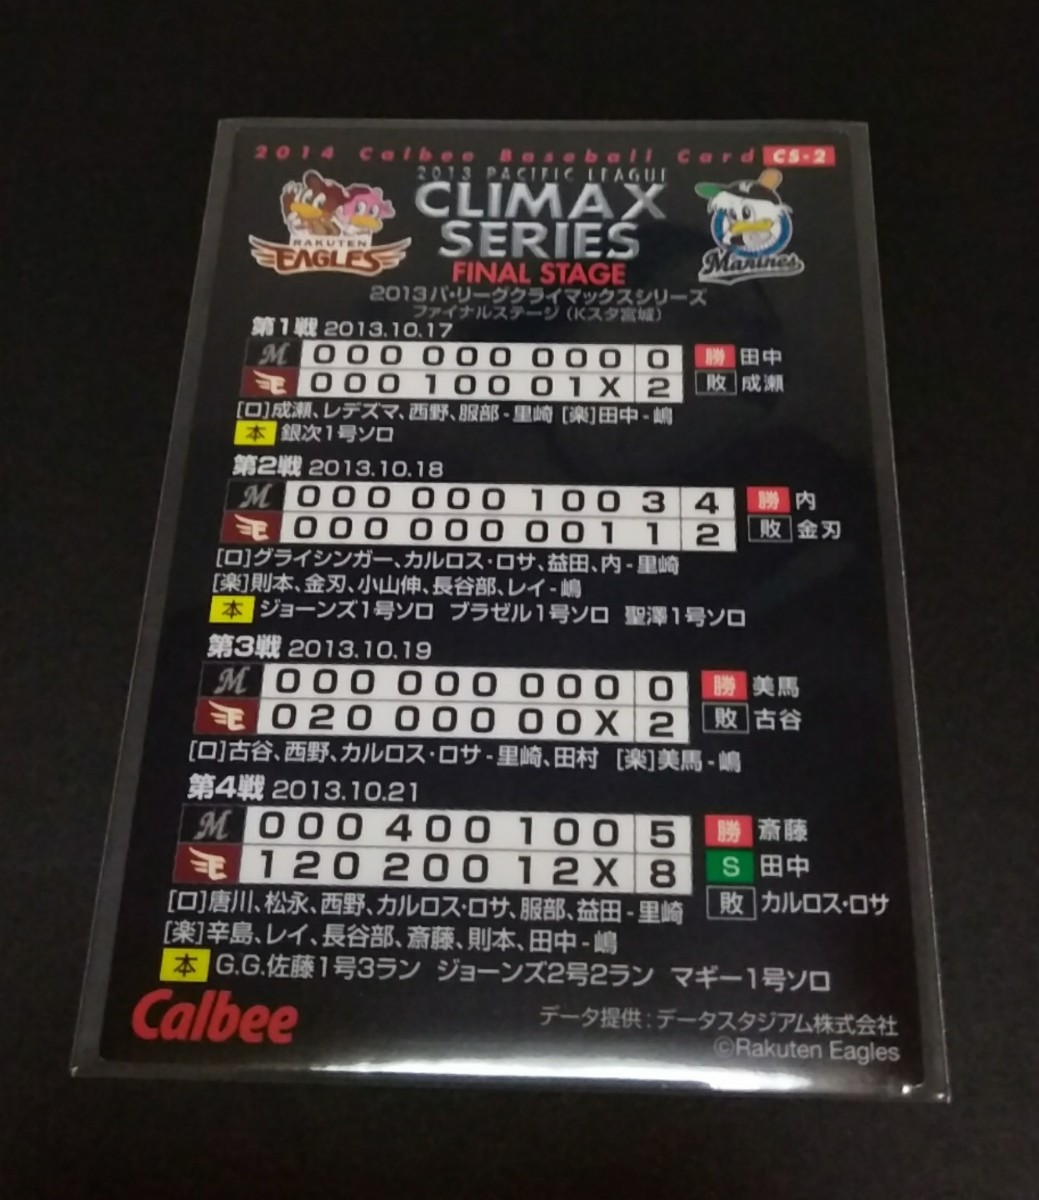 2014 Calbee Baseball Card CS-2
2013 PACIFIC LEAGUE
CLIMAX
SERIES
FINAL STAGE
RAKUTEN
EAGLES
Marines
2013パ・リーグクライマックスシリーズ
ファイナルステージ(Kスタ宮城)
第1戦 2013.10.17
M 000 000 000 0 勝 田中
E 000 100 01X 2 敗 成瀬
[ロ]成瀬、レデズマ、西野、服部-里崎 [楽]田中-嶋
本 銀次1号ソロ
第2戦 2013.10.18
M 000 000 100 3 4 勝 内
E 000 000 001 1 2 敗 金刃
[ロ]グライシンガー、カルロス・ロサ、益田、内-里崎
[楽]則本、金刃、小山伸、長谷部、レイ-嶋
本 ジョーンズ1号ソロ ブラゼル1号ソロ 聖澤1号ソロ
第3戦 2013.10.19
M 000 000 000 0 勝 美馬
E 020 000 00X 2 敗 古谷
[ロ]古谷、西野、カルロス・ロサ-里崎、田村 [楽]美馬-嶋
第4戦 2013.10.21
M 000 400 100 5 勝 斎藤
E 120 200 12X 8 S 田中
敗 カルロス・ロサ
[ロ]唐川、松永、西野、カルロス・ロサ、服部、益田-里崎
[楽]辛島、レイ、長谷部、斎藤、則本、田中-嶋
本 G.G.佐藤1号3ラン ジョーンズ2号2ラン マギー1号ソロ
Calbee
データ提供:データスタジアム株式会社
©Rakuten Eagles